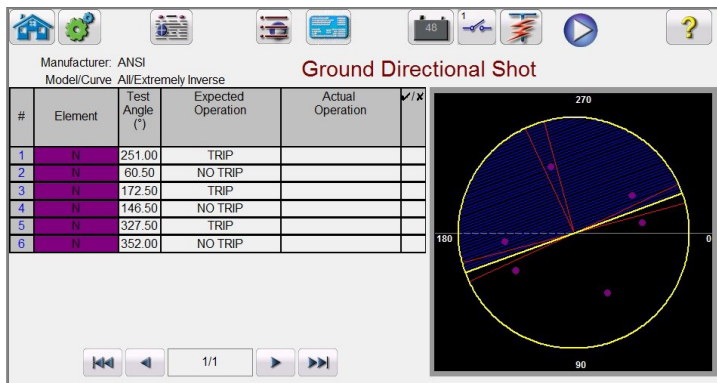 48
1
?
Manufacturer: ANSI
Model/Curve All/Extremely Inverse
Ground Directional Shot
# Element Test Angle (°) Expected Operation Actual Operation ✔/✘
1 N 251.00 TRIP
2 N 60.50 NO TRIP
3 N 172.50 TRIP
4 N 146.50 NO TRIP
5 N 327.50 TRIP
6 N 352.00 NO TRIP
270
180
0
90
1/1